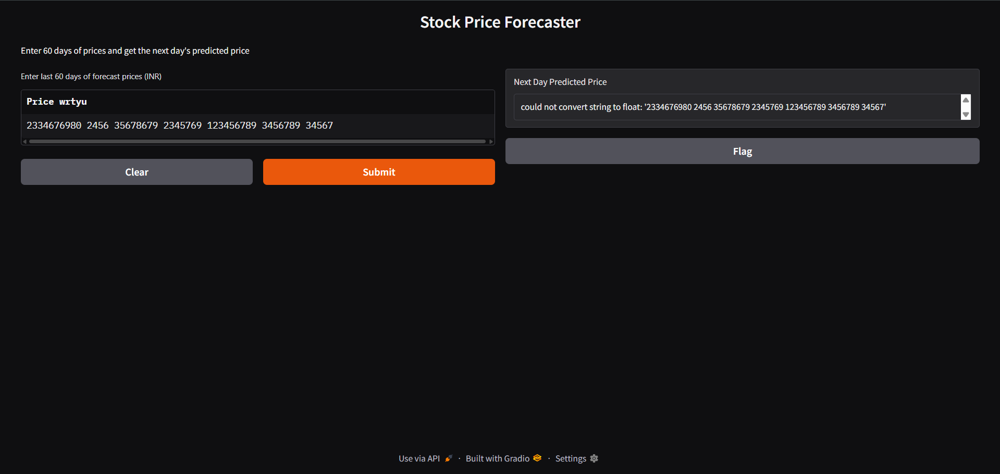 Stock Price Forecaster
Enter 60 days of prices and get the next day's predicted price
Enter last 60 days of forecast prices (INR)
Price wrtyu
2334676980 2456 35678679 2345769 123456789 3456789 34567
Clear
Submit
Next Day Predicted Price
could not convert string to float: '2334676980 2456 35678679 2345769 123456789 3456789 34567'
Flag
Use via API · Built with Gradio · Settings